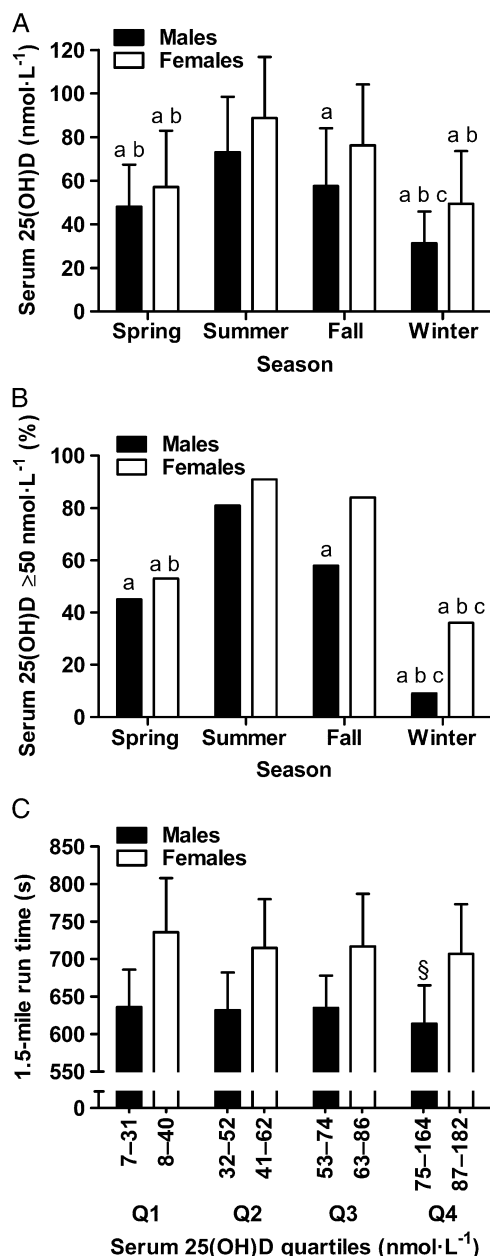 A
Serum 25(OH)D (nmol·L⁻¹)
Males
Females
120
100
80
60
40
20
0
a b
a b
a
a b c
a b
Spring
Summer
Fall
Winter
Season
B
Serum 25(OH)D ≥50 nmol·L⁻¹ (%)
Males
Females
100
80
60
40
20
0
a
a b
a
a b c
a b c
Spring
Summer
Fall
Winter
Season
C
1.5-mile run time (s)
Males
Females
850
800
750
700
650
600
550
0
§
7–31
8–40
32–52
41–62
53–74
63–86
75–164
87–182
Q1
Q2
Q3
Q4
Serum 25(OH)D quartiles (nmol·L⁻¹)